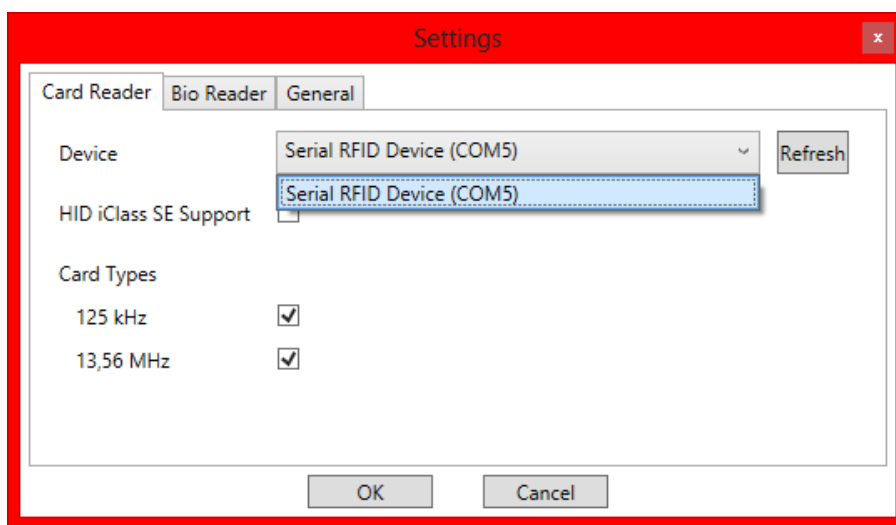 Settings
x
Card Reader Bio Reader General
Device Serial RFID Device (COM5) Refresh
Serial RFID Device (COM5)
HID iClass SE Support
Card Types
125 kHz
13,56 MHz
OK Cancel